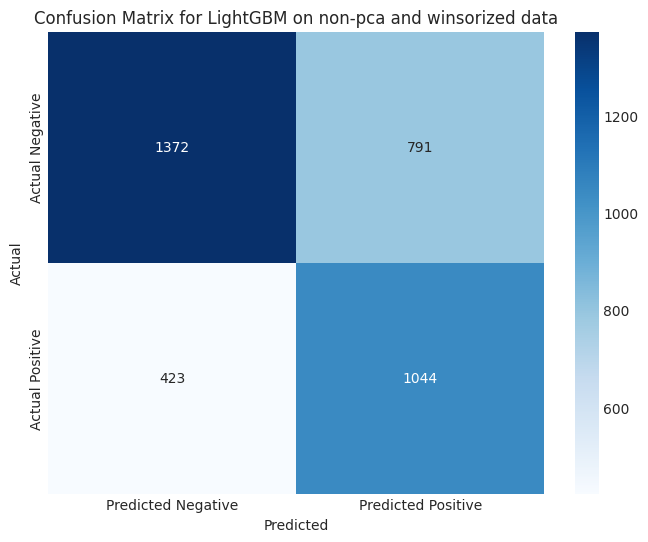 Confusion Matrix for LightGBM on non-pca and winsorized data
Actual Negative
1372
791
1200
1000
800
600
Actual
Actual Positive
423
1044
Predicted Negative
Predicted Positive
Predicted